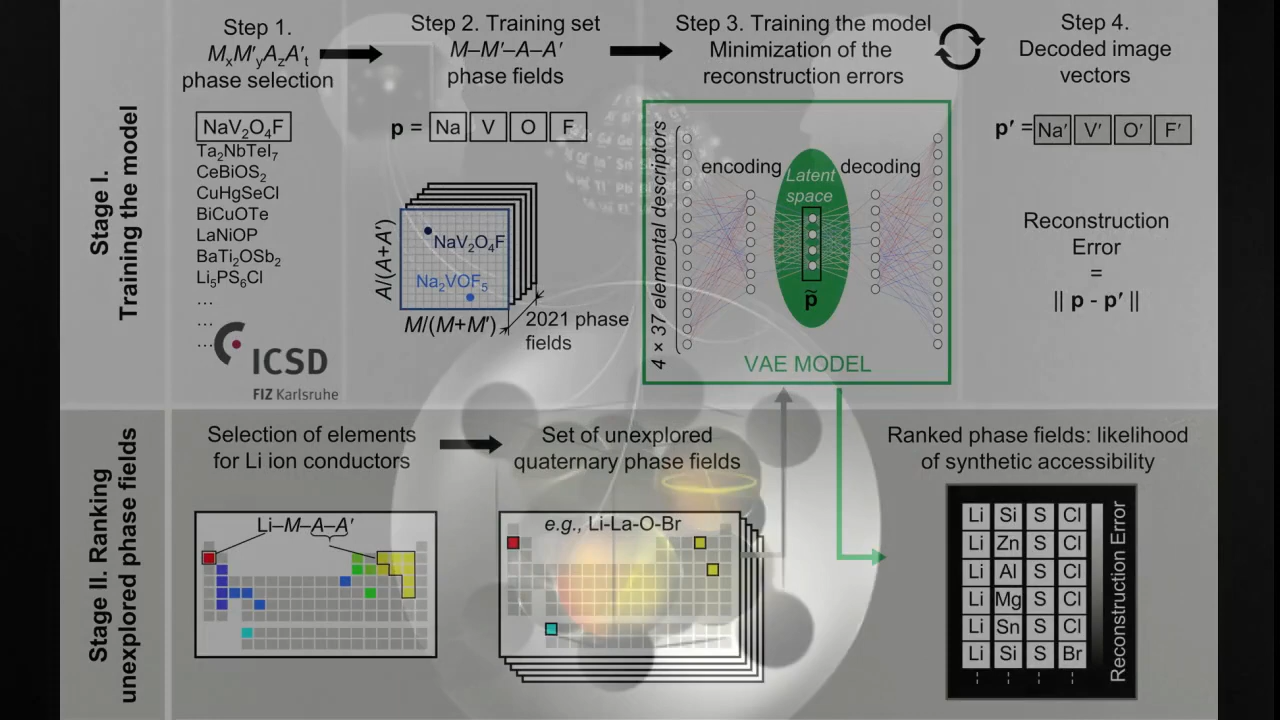 Stage I.
Training the model
Step 1.
MₓM′ᵧA_zA′ₜ
phase selection
NaV₂O₄F
Ta₂NbTeI₇
CeBiOS₂
CuHgSeCl
BiCuOTe
LaNiOP
BaTi₂OSb₂
Li₅PS₆Cl
...
...
...
ICSD
FIZ Karlsruhe
Step 2. Training set
M–M′–A–A′
phase fields
p = Na V O F
A/(A+A′)
NaV₂O₄F
Na₂VOF₅
M/(M+M′)
2021 phase
fields
Step 3. Training the model
Minimization of the
reconstruction errors
4 × 37 elemental descriptors
encoding
Latent
space
decoding
p̃
VAE MODEL
Step 4.
Decoded image
vectors
p′ = Na′ V′ O′ F′
Reconstruction
Error
=
|| p - p′ ||
Stage II. Ranking
unexplored phase fields
Selection of elements
for Li ion conductors
Li–M–A–A′
Set of unexplored
quaternary phase fields
e.g., Li-La-O-Br
Ranked phase fields: likelihood
of synthetic accessibility
Li Si S Cl
Li Zn S Cl
Li Al S Cl
Li Mg S Cl
Li Sn S Cl
Li Si S Br
Reconstruction Error